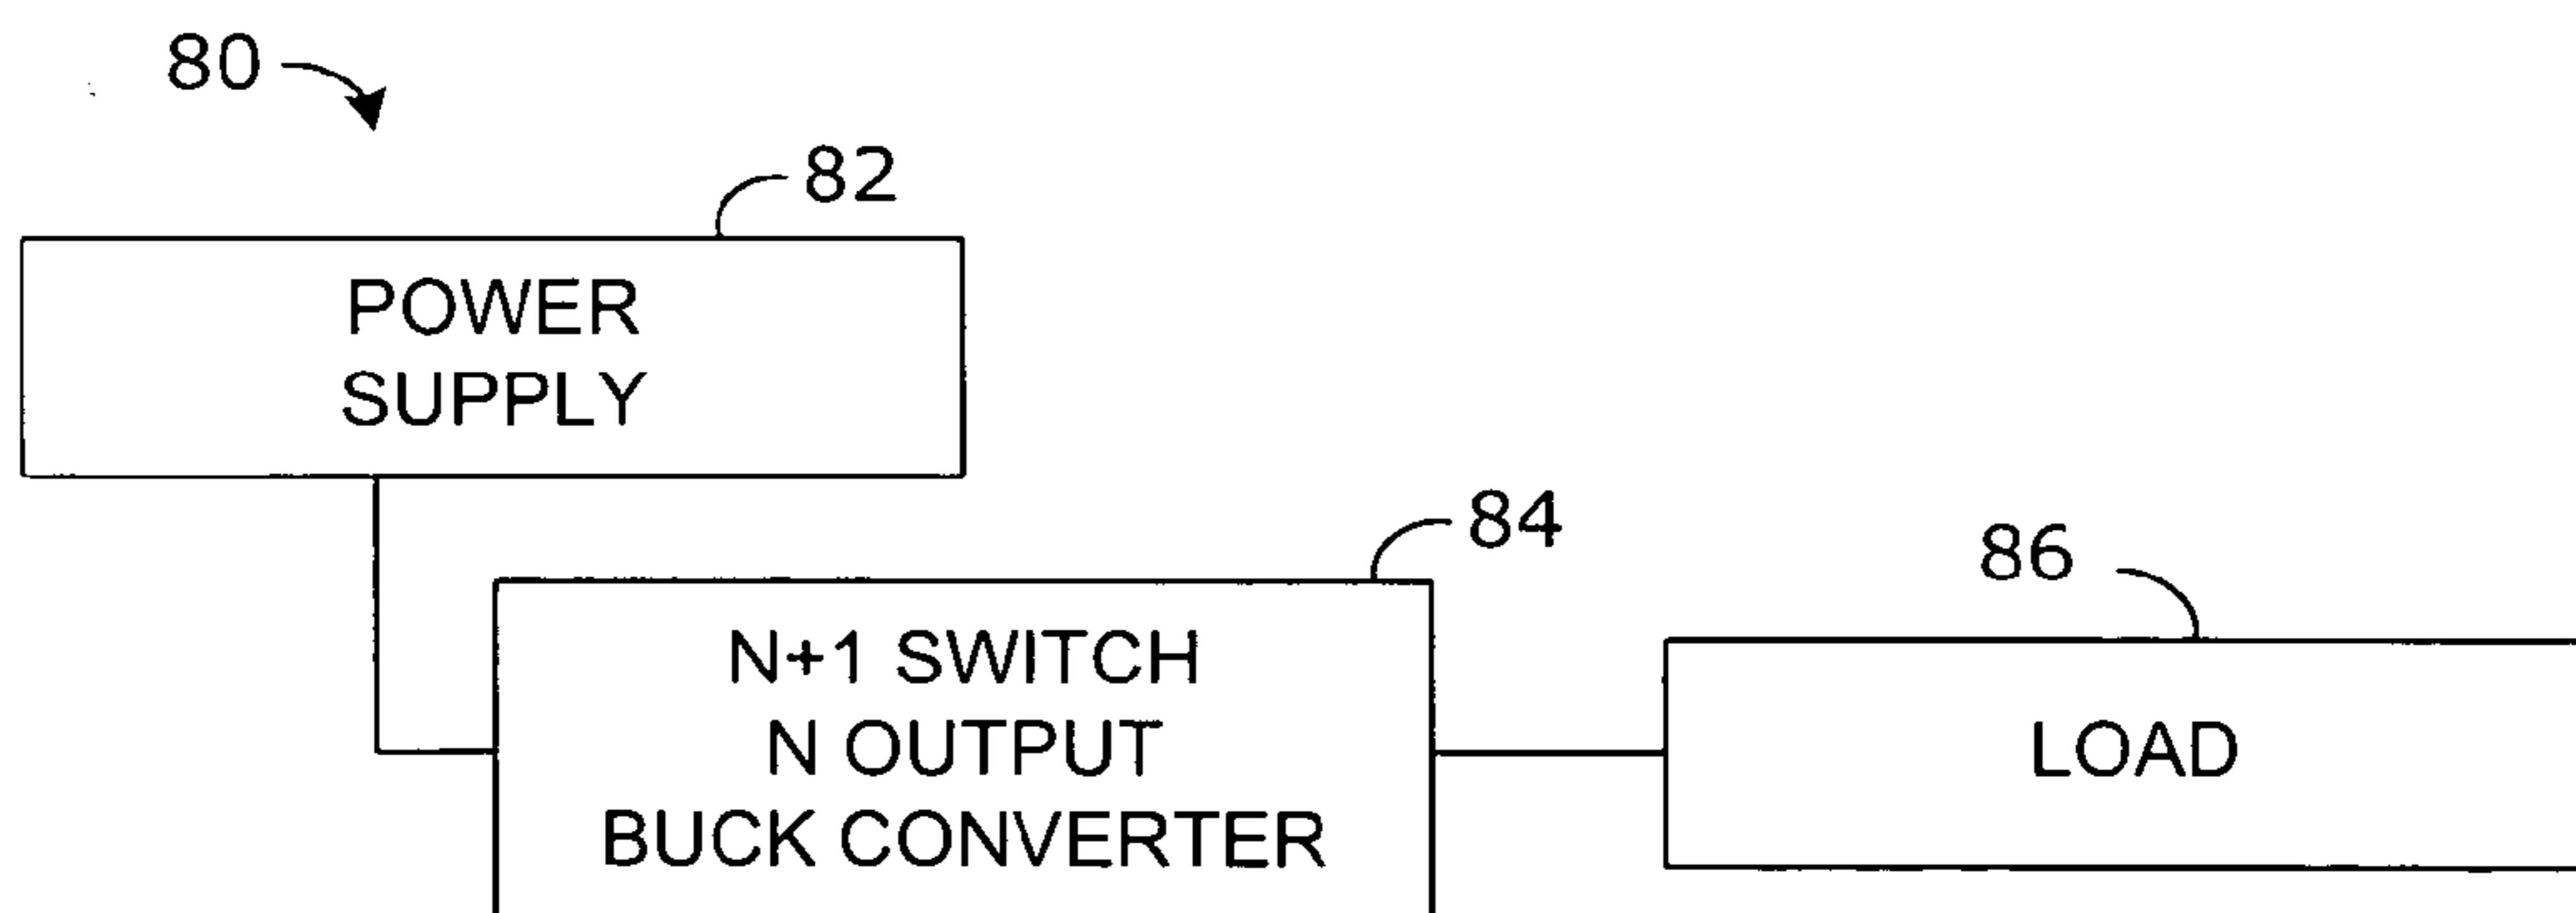 80
82
POWER
SUPPLY
84
86
N+1 SWITCH
N OUTPUT
BUCK CONVERTER
LOAD